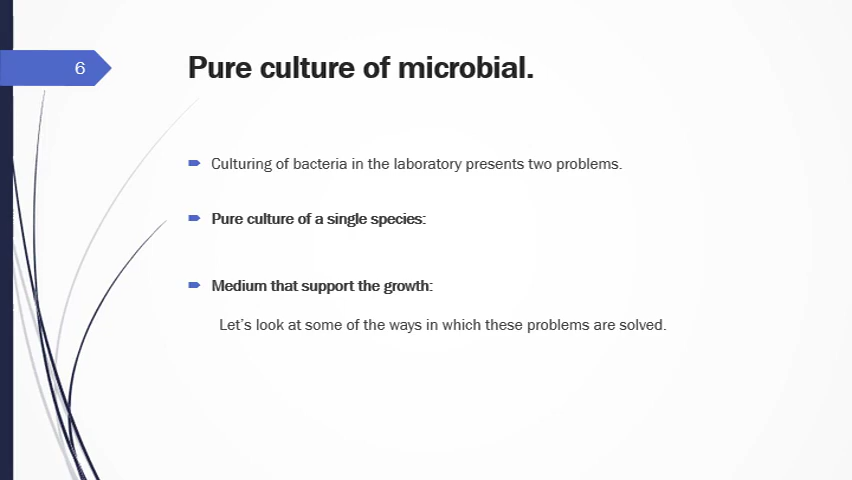 6
Pure culture of microbial.
Culturing of bacteria in the laboratory presents two problems.
Pure culture of a single species:
Medium that support the growth:
Let's look at some of the ways in which these problems are solved.